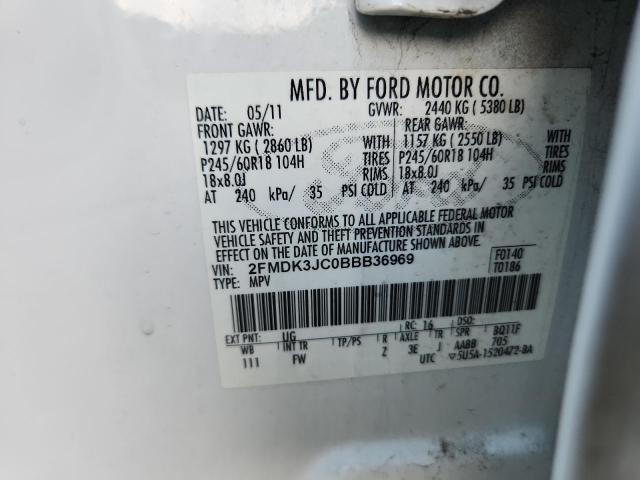 MFD. BY FORD MOTOR CO.
DATE: 05/11 GVWR: 2440 KG ( 5380 LB)
FRONT GAWR: REAR GAWR:
1297 KG ( 2860 LB) WITH 1157 KG ( 2550 LB) WITH
P245/60R18 104H TIRES P245/60R18 104H TIRES
18x8.0J RIMS 18x8.0J RIMS
AT 240 kPa/ 35 PSI COLD AT 240 kPa/ 35 PSI COLD
THIS VEHICLE CONFORMS TO ALL APPLICABLE FEDERAL MOTOR
VEHICLE SAFETY AND THEFT PREVENTION STANDARDS IN
EFFECT ON THE DATE OF MANUFACTURE SHOWN ABOVE.
VIN: 2FMDK3JC0BBB36969 F0140
TYPE: MPV T0186
EXT PNT: UG RC: 16 DSO:
WB INT TR TP/PS R AXLE TR SPR BQ11F
111 FW Z 3E J AABB 705
UTC ▽5U5A-1520472-BA